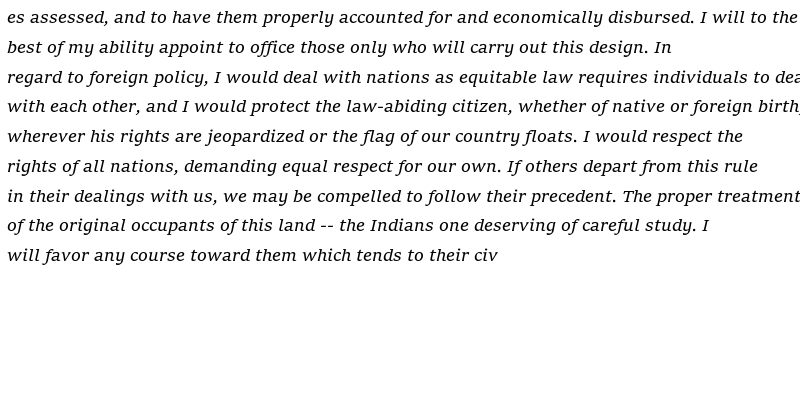 es assessed, and to have them properly accounted for and economically disbursed. I will to the
best of my ability appoint to office those only who will carry out this design. In
regard to foreign policy, I would deal with nations as equitable law requires individuals to dea
with each other, and I would protect the law-abiding citizen, whether of native or foreign birth,
wherever his rights are jeopardized or the flag of our country floats. I would respect the
rights of all nations, demanding equal respect for our own. If others depart from this rule
in their dealings with us, we may be compelled to follow their precedent. The proper treatment
of the original occupants of this land -- the Indians one deserving of careful study. I
will favor any course toward them which tends to their civ